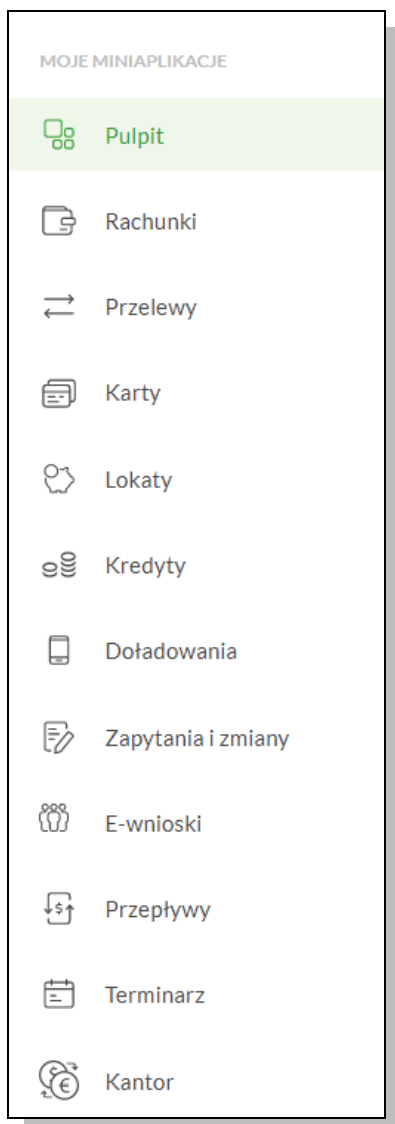 MOJE MINIAPLIKACJE
Pulpit
Rachunki
Przelewy
Karty
Lokaty
Kredyty
Doładowania
Zapytania i zmiany
E-wnioski
Przepływy
Terminarz
Kantor